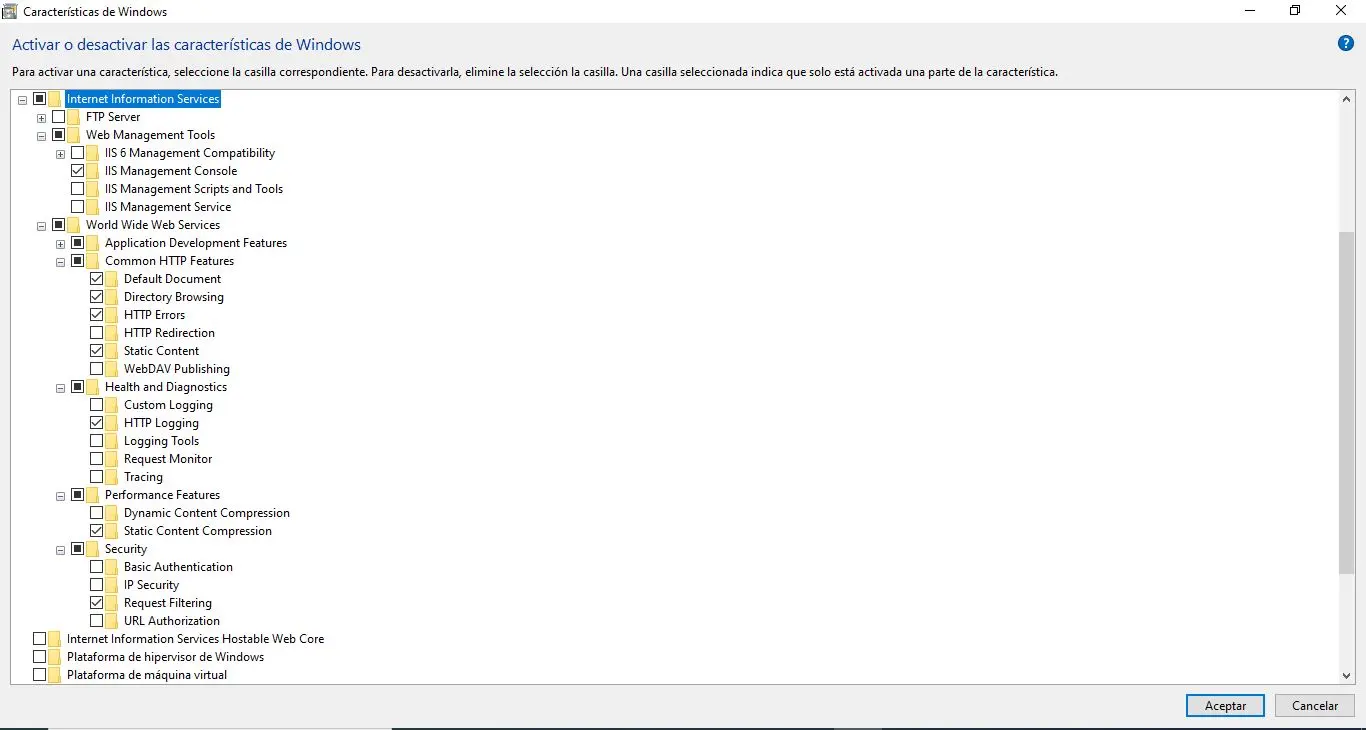 Características de Windows
Activar o desactivar las características de Windows
?
Para activar una característica, seleccione la casilla correspondiente. Para desactivarla, elimine la selección la casilla. Una casilla seleccionada indica que solo está activada una parte de la característica.
Internet Information Services
FTP Server
Web Management Tools
IIS 6 Management Compatibility
IIS Management Console
IIS Management Scripts and Tools
IIS Management Service
World Wide Web Services
Application Development Features
Common HTTP Features
Default Document
Directory Browsing
HTTP Errors
HTTP Redirection
Static Content
WebDAV Publishing
Health and Diagnostics
Custom Logging
HTTP Logging
Logging Tools
Request Monitor
Tracing
Performance Features
Dynamic Content Compression
Static Content Compression
Security
Basic Authentication
IP Security
Request Filtering
URL Authorization
Internet Information Services Hostable Web Core
Plataforma de hipervisor de Windows
Plataforma de máquina virtual
Aceptar Cancelar